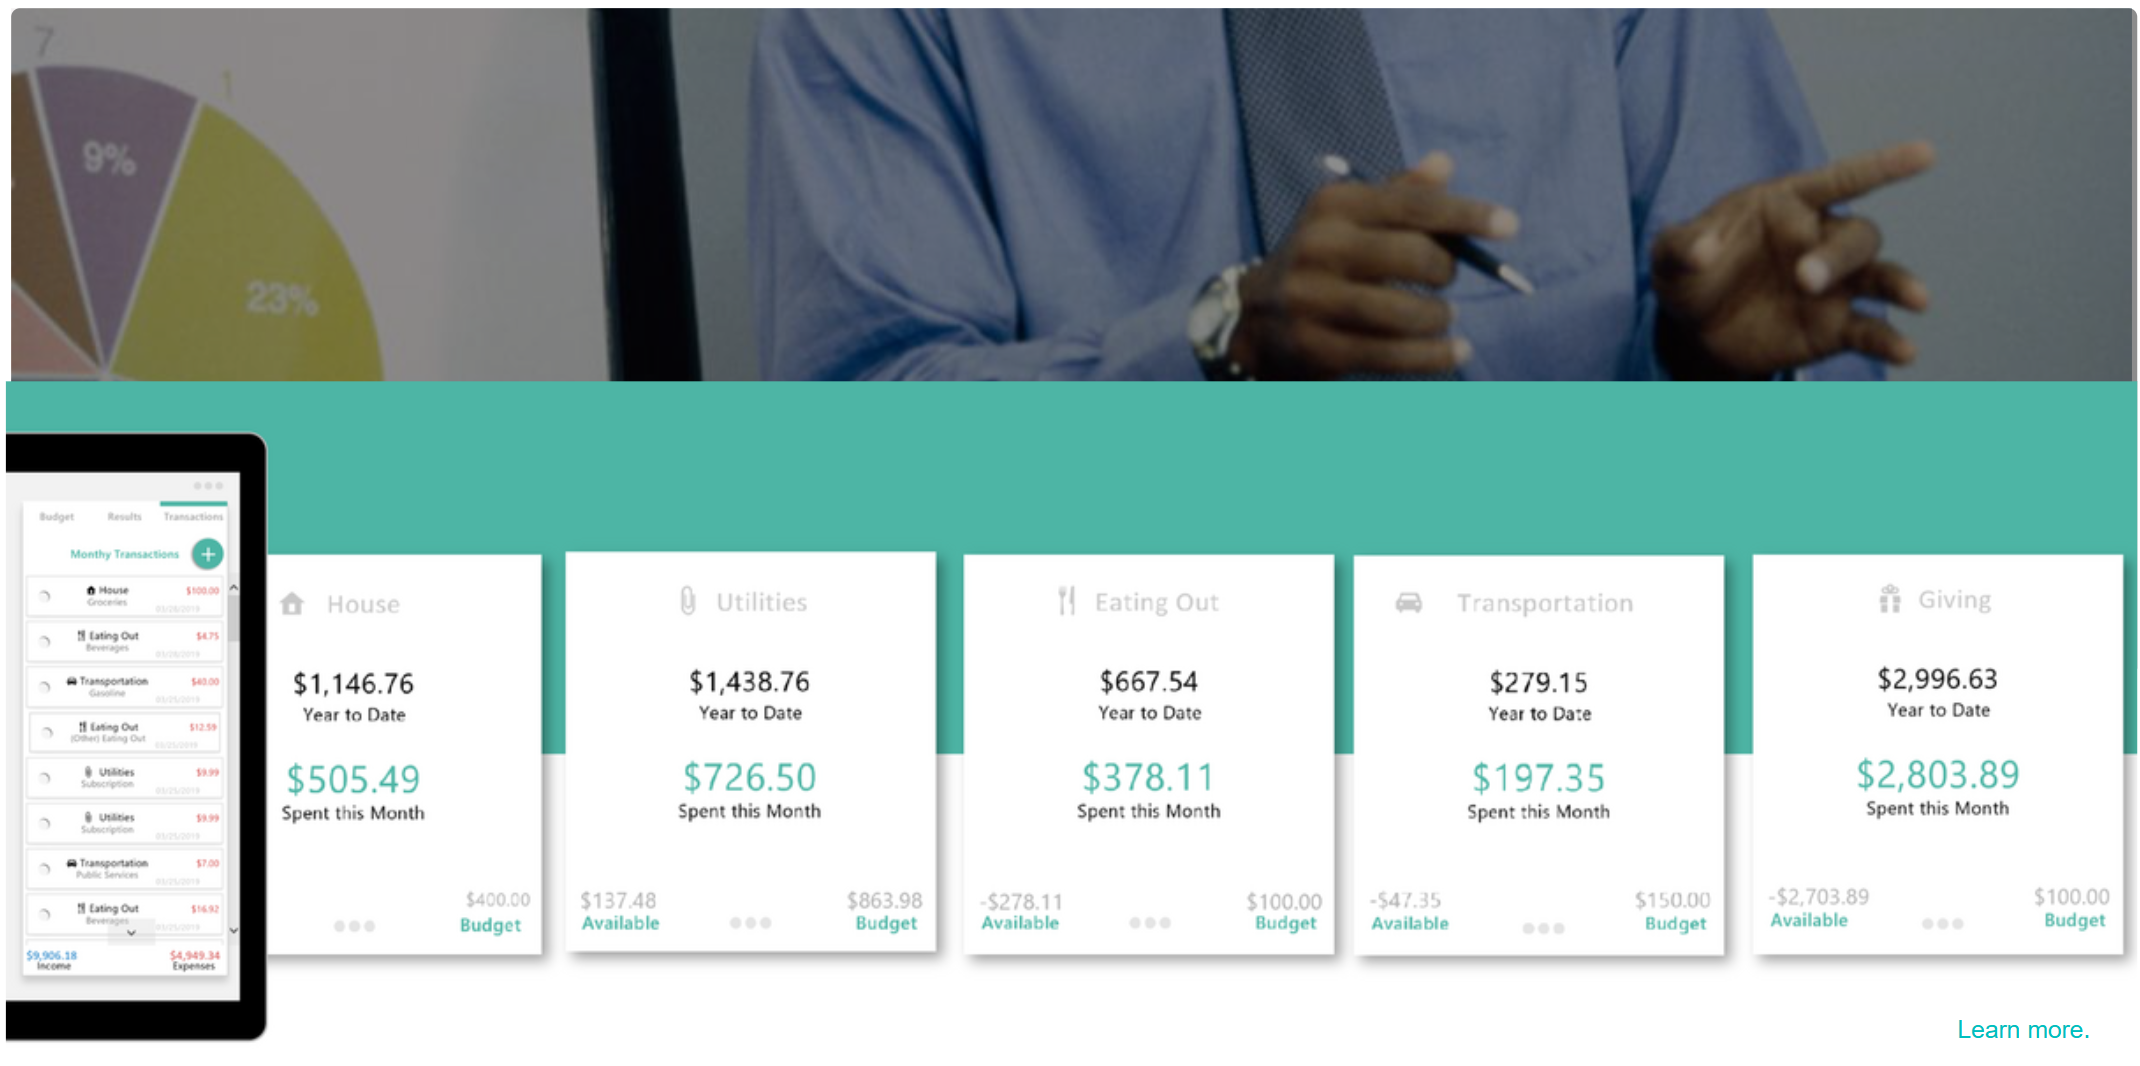 7
1
9%
23%
Budget Results Transactions
Monthy Transactions
House $100.00
Groceries 03/26/2019
Eating Out $4.75
Beverages 03/26/2019
Transportation $40.00
Gasoline 03/25/2019
Eating Out $12.59
(Other) Eating Out 03/25/2019
Utilities $9.99
Subscription 03/25/2019
Utilities $9.99
Subscription 03/25/2019
Transportation $7.00
Public Services 03/25/2019
Eating Out $16.92
Beverages 03/25/2019
$9,906.18 $4,949.34
Income Expenses
House
$1,146.76
Year to Date
$505.49
Spent this Month
$400.00
Budget
Utilities
$1,438.76
Year to Date
$726.50
Spent this Month
$137.48 $863.98
Available Budget
Eating Out
$667.54
Year to Date
$378.11
Spent this Month
-$278.11 $100.00
Available Budget
Transportation
$279.15
Year to Date
$197.35
Spent this Month
-$47.35 $150.00
Available Budget
Giving
$2,996.63
Year to Date
$2,803.89
Spent this Month
-$2,703.89 $100.00
Available Budget
Learn more.